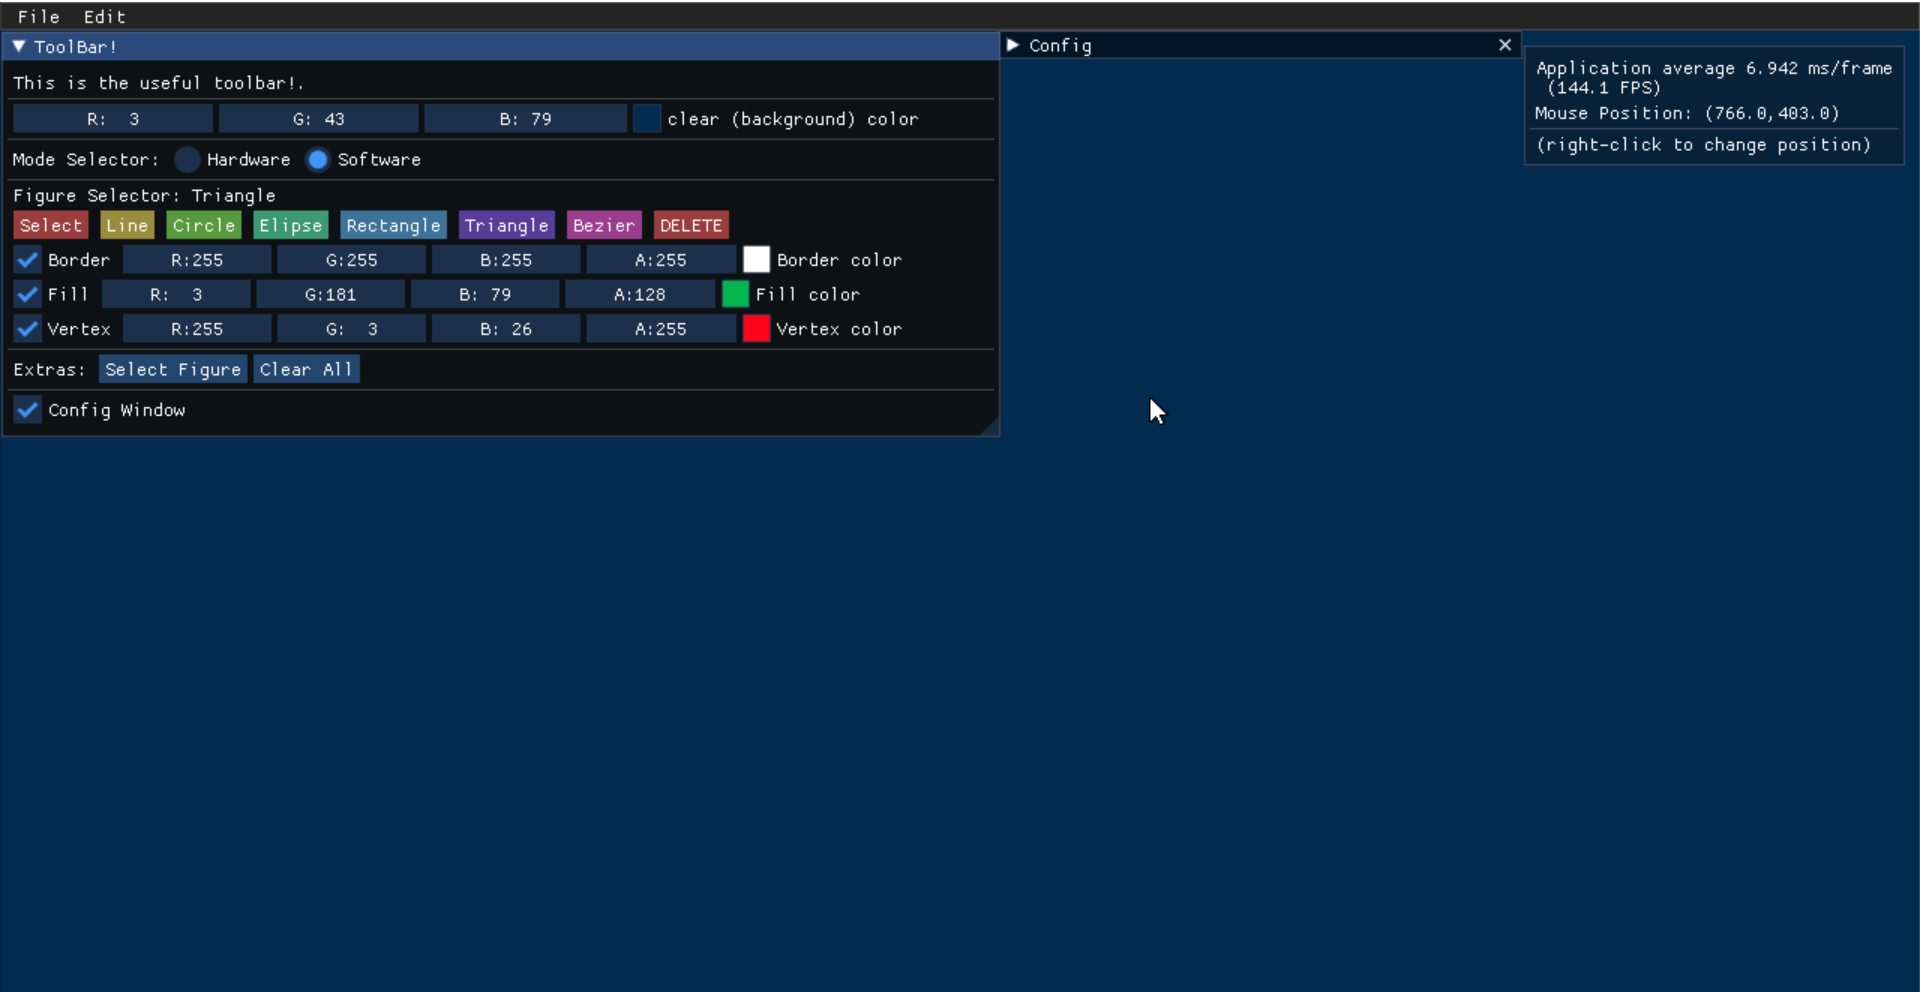 File Edit
ToolBar!
Config
This is the useful toolbar!.
R: 3 G: 43 B: 79 clear (background) color
Mode Selector: Hardware Software
Figure Selector: Triangle
Select Line Circle Elipse Rectangle Triangle Bezier DELETE
Border R:255 G:255 B:255 A:255 Border color
Fill R: 3 G:181 B: 79 A:128 Fill color
Vertex R:255 G: 3 B: 26 A:255 Vertex color
Extras: Select Figure Clear All
Config Window
Application average 6.942 ms/frame
(144.1 FPS)
Mouse Position: (766.0,403.0)
(right-click to change position)